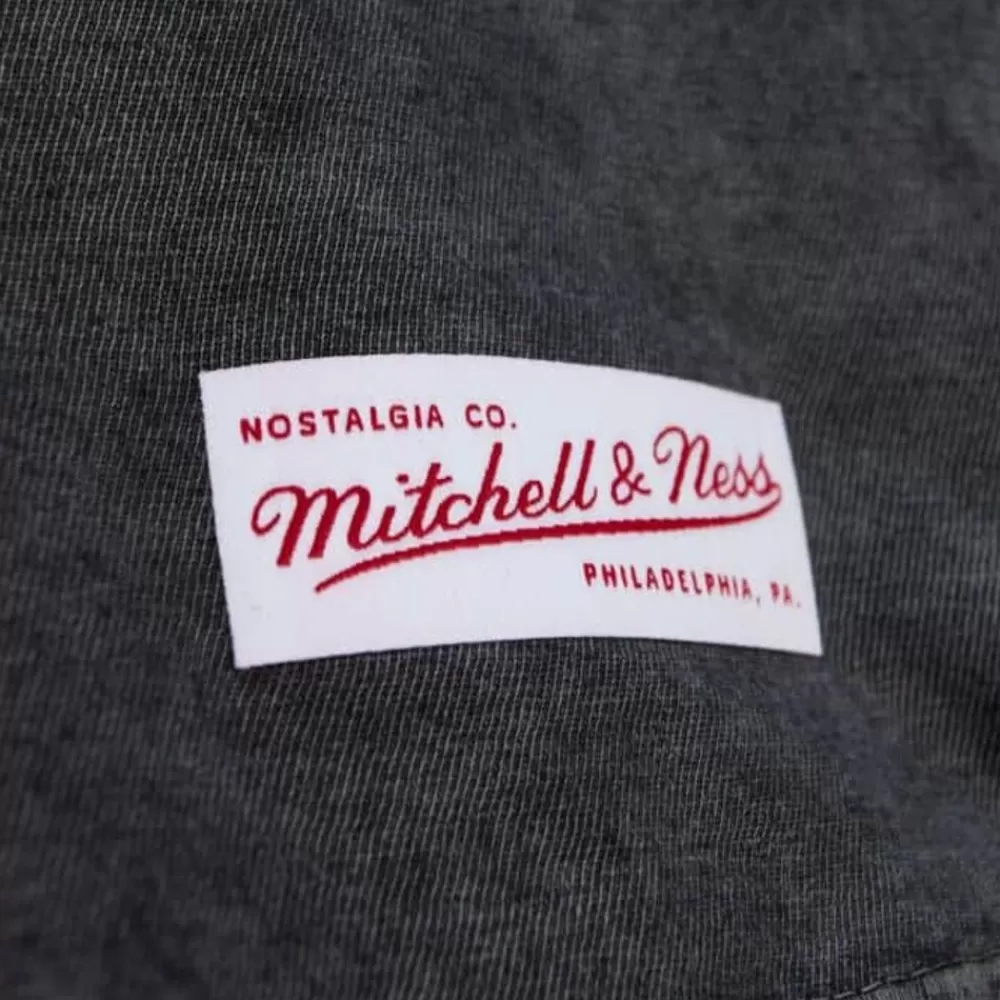 NOSTALGIA CO.
Mitchell & Ness
PHILADELPHIA, PA.